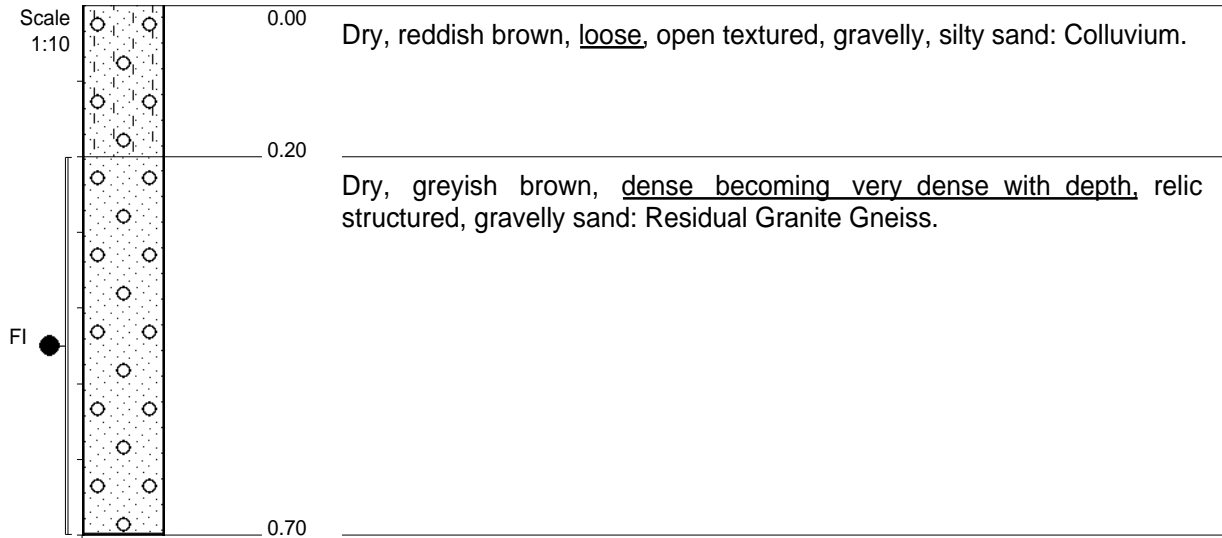 Scale
1:10
0.00
Dry, reddish brown, loose, open textured, gravelly, silty sand: Colluvium.
0.20
Dry, greyish brown, dense becoming very dense with depth, relic
structured, gravelly sand: Residual Granite Gneiss.
FI
0.70